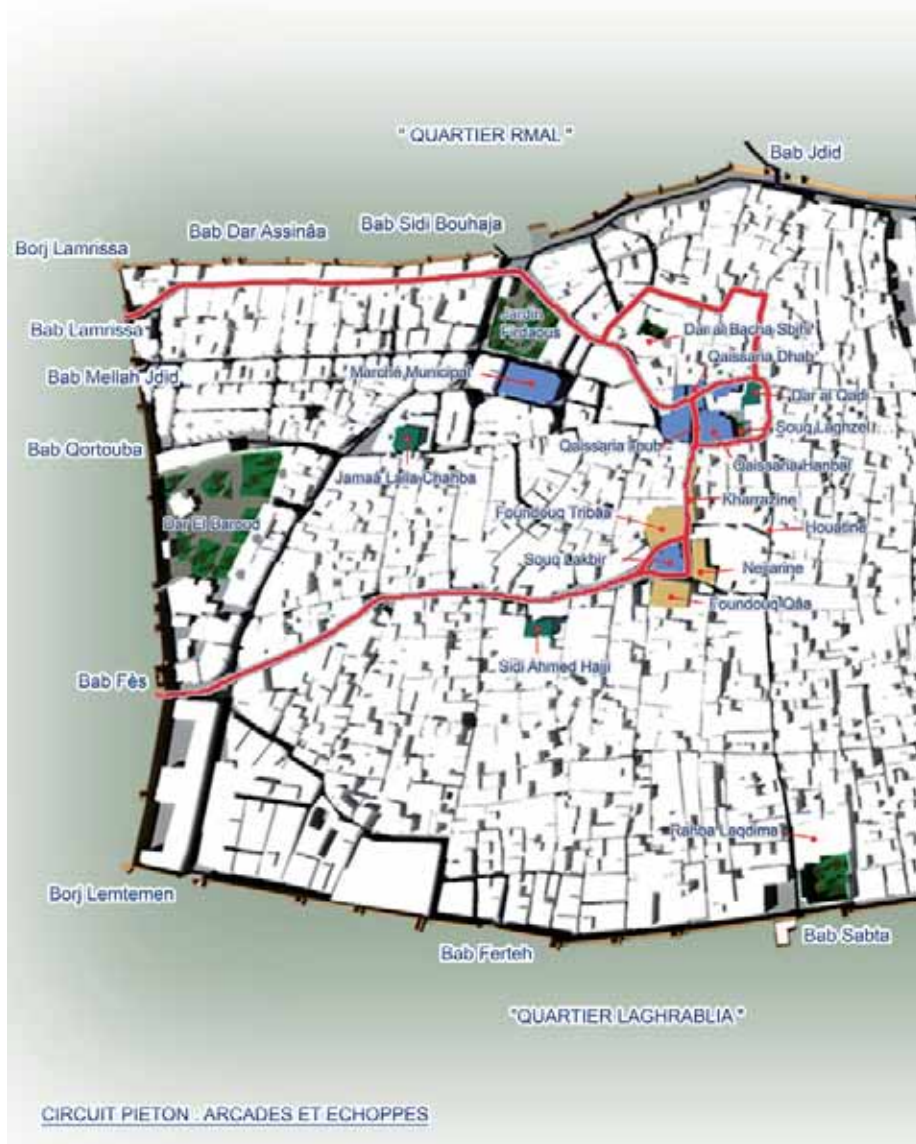 " QUARTIER RMAL "
Bab Jdid
Bab Dar Assinâa
Bab Sidi Bouhaja
Borj Lamrissa
Jardin Firdaous
Bab Lamrissa
Dar al Bacha Sbihi
Qaissaria Dhab
Bab Mellah Jdid
Marché Municipal
Dar al Qadi
Souq Laghzel
Bab Qortouba
Qaissaria Hanbal
Jamaâ Lalla Chahba
Kharrazine
Foundouq Tribâa
Houatine
Dar El Baroud
Souq Lakbir
Nejjarine
Foundouq Qâa
Sidi Ahmed Hajji
Bab Fès
Rahba Laqdima
Borj Lemtemen
Bab Sabta
Bab Ferteh
"QUARTIER LAGHRABLIA"
CIRCUIT PIETON : ARCADES ET ECHOPPES